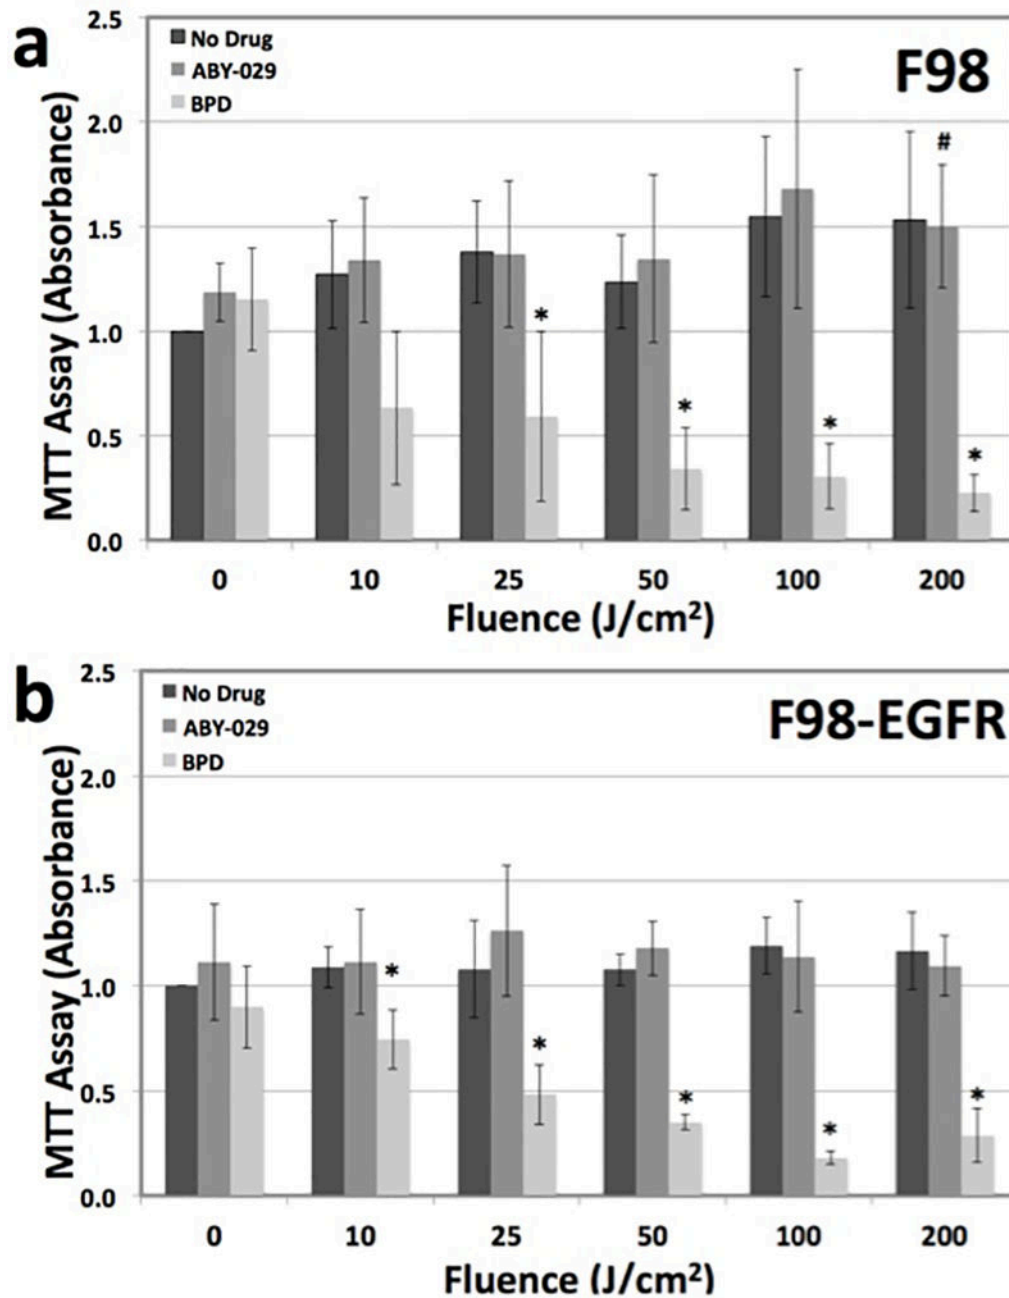 a
F98
No Drug
ABY-029
BPD
MTT Assay (Absorbance)
2.5
2.0
1.5
1.0
0.5
0.0
#
*
*
*
*
0 10 25 50 100 200
Fluence (J/cm²)
b
F98-EGFR
No Drug
ABY-029
BPD
MTT Assay (Absorbance)
2.5
2.0
1.5
1.0
0.5
0.0
*
*
*
*
*
0 10 25 50 100 200
Fluence (J/cm²)